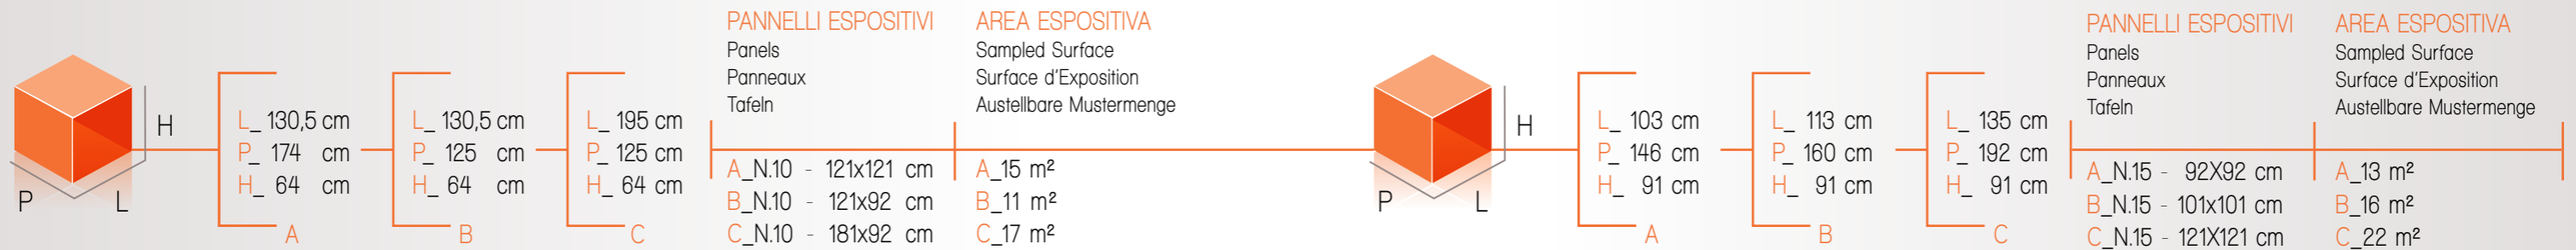 H
P
L
L_ 130,5 cm
P_ 174 cm
H_ 64 cm
A
L_ 130,5 cm
P_ 125 cm
H_ 64 cm
B
L_ 195 cm
P_ 125 cm
H_ 64 cm
C
PANNELLI ESPOSITIVI
Panels
Panneaux
Tafeln
A_N.10 - 121x121 cm
B_N.10 - 121x92 cm
C_N.10 - 181x92 cm
AREA ESPOSITIVA
Sampled Surface
Surface d'Exposition
Austellbare Mustermenge
A_15 m²
B_11 m²
C_17 m²
H
P
L
L_ 103 cm
P_ 146 cm
H_ 91 cm
A
L_ 113 cm
P_ 160 cm
H_ 91 cm
B
L_ 135 cm
P_ 192 cm
H_ 91 cm
C
PANNELLI ESPOSITIVI
Panels
Panneaux
Tafeln
A_N.15 - 92X92 cm
B_N.15 - 101x101 cm
C_N.15 - 121X121 cm
AREA ESPOSITIVA
Sampled Surface
Surface d'Exposition
Austellbare Mustermenge
A_13 m²
B_16 m²
C_22 m²